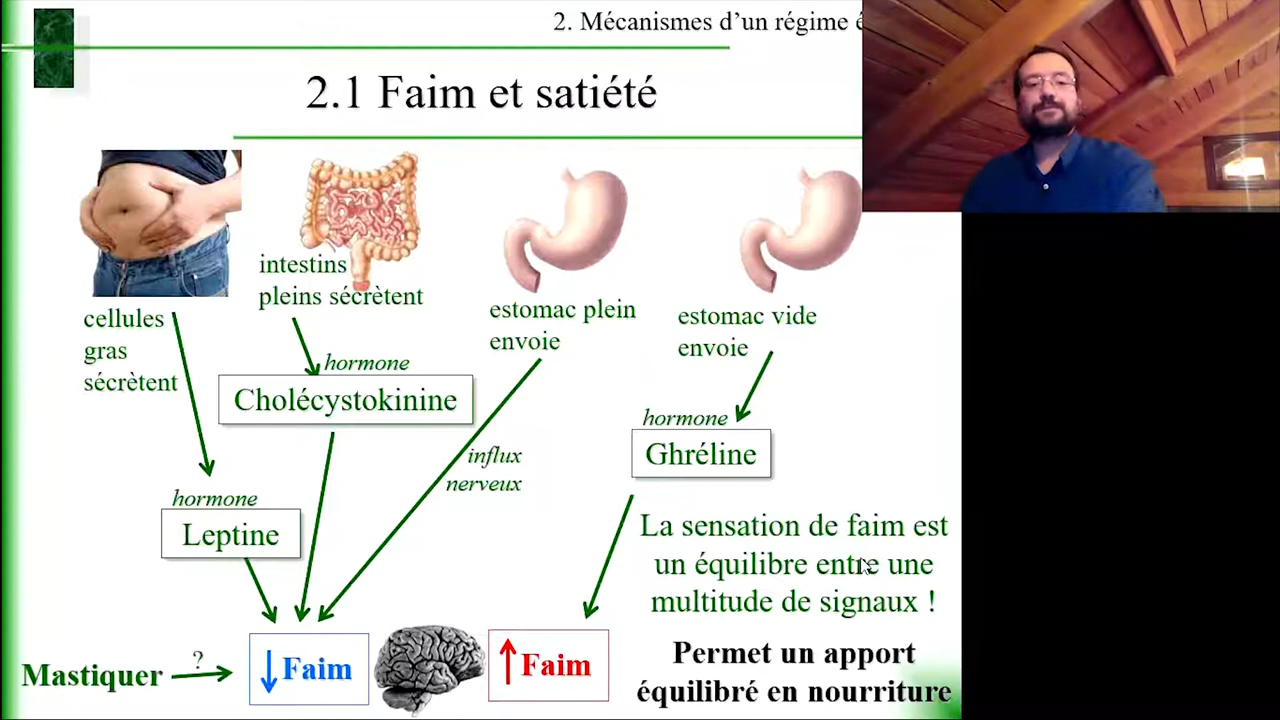 2. Mécanismes d’un régime é
2.1 Faim et satiété
cellules
gras
sécrètent
intestins
pleins sécrètent
estomac plein
envoie
estomac vide
envoie
hormone
Cholécystokinine
influx
nerveux
hormone
Ghréline
hormone
Leptine
La sensation de faim est
un équilibre entre une
multitude de signaux !
Mastiquer
?
↓ Faim
↑ Faim
Permet un apport
équilibré en nourriture